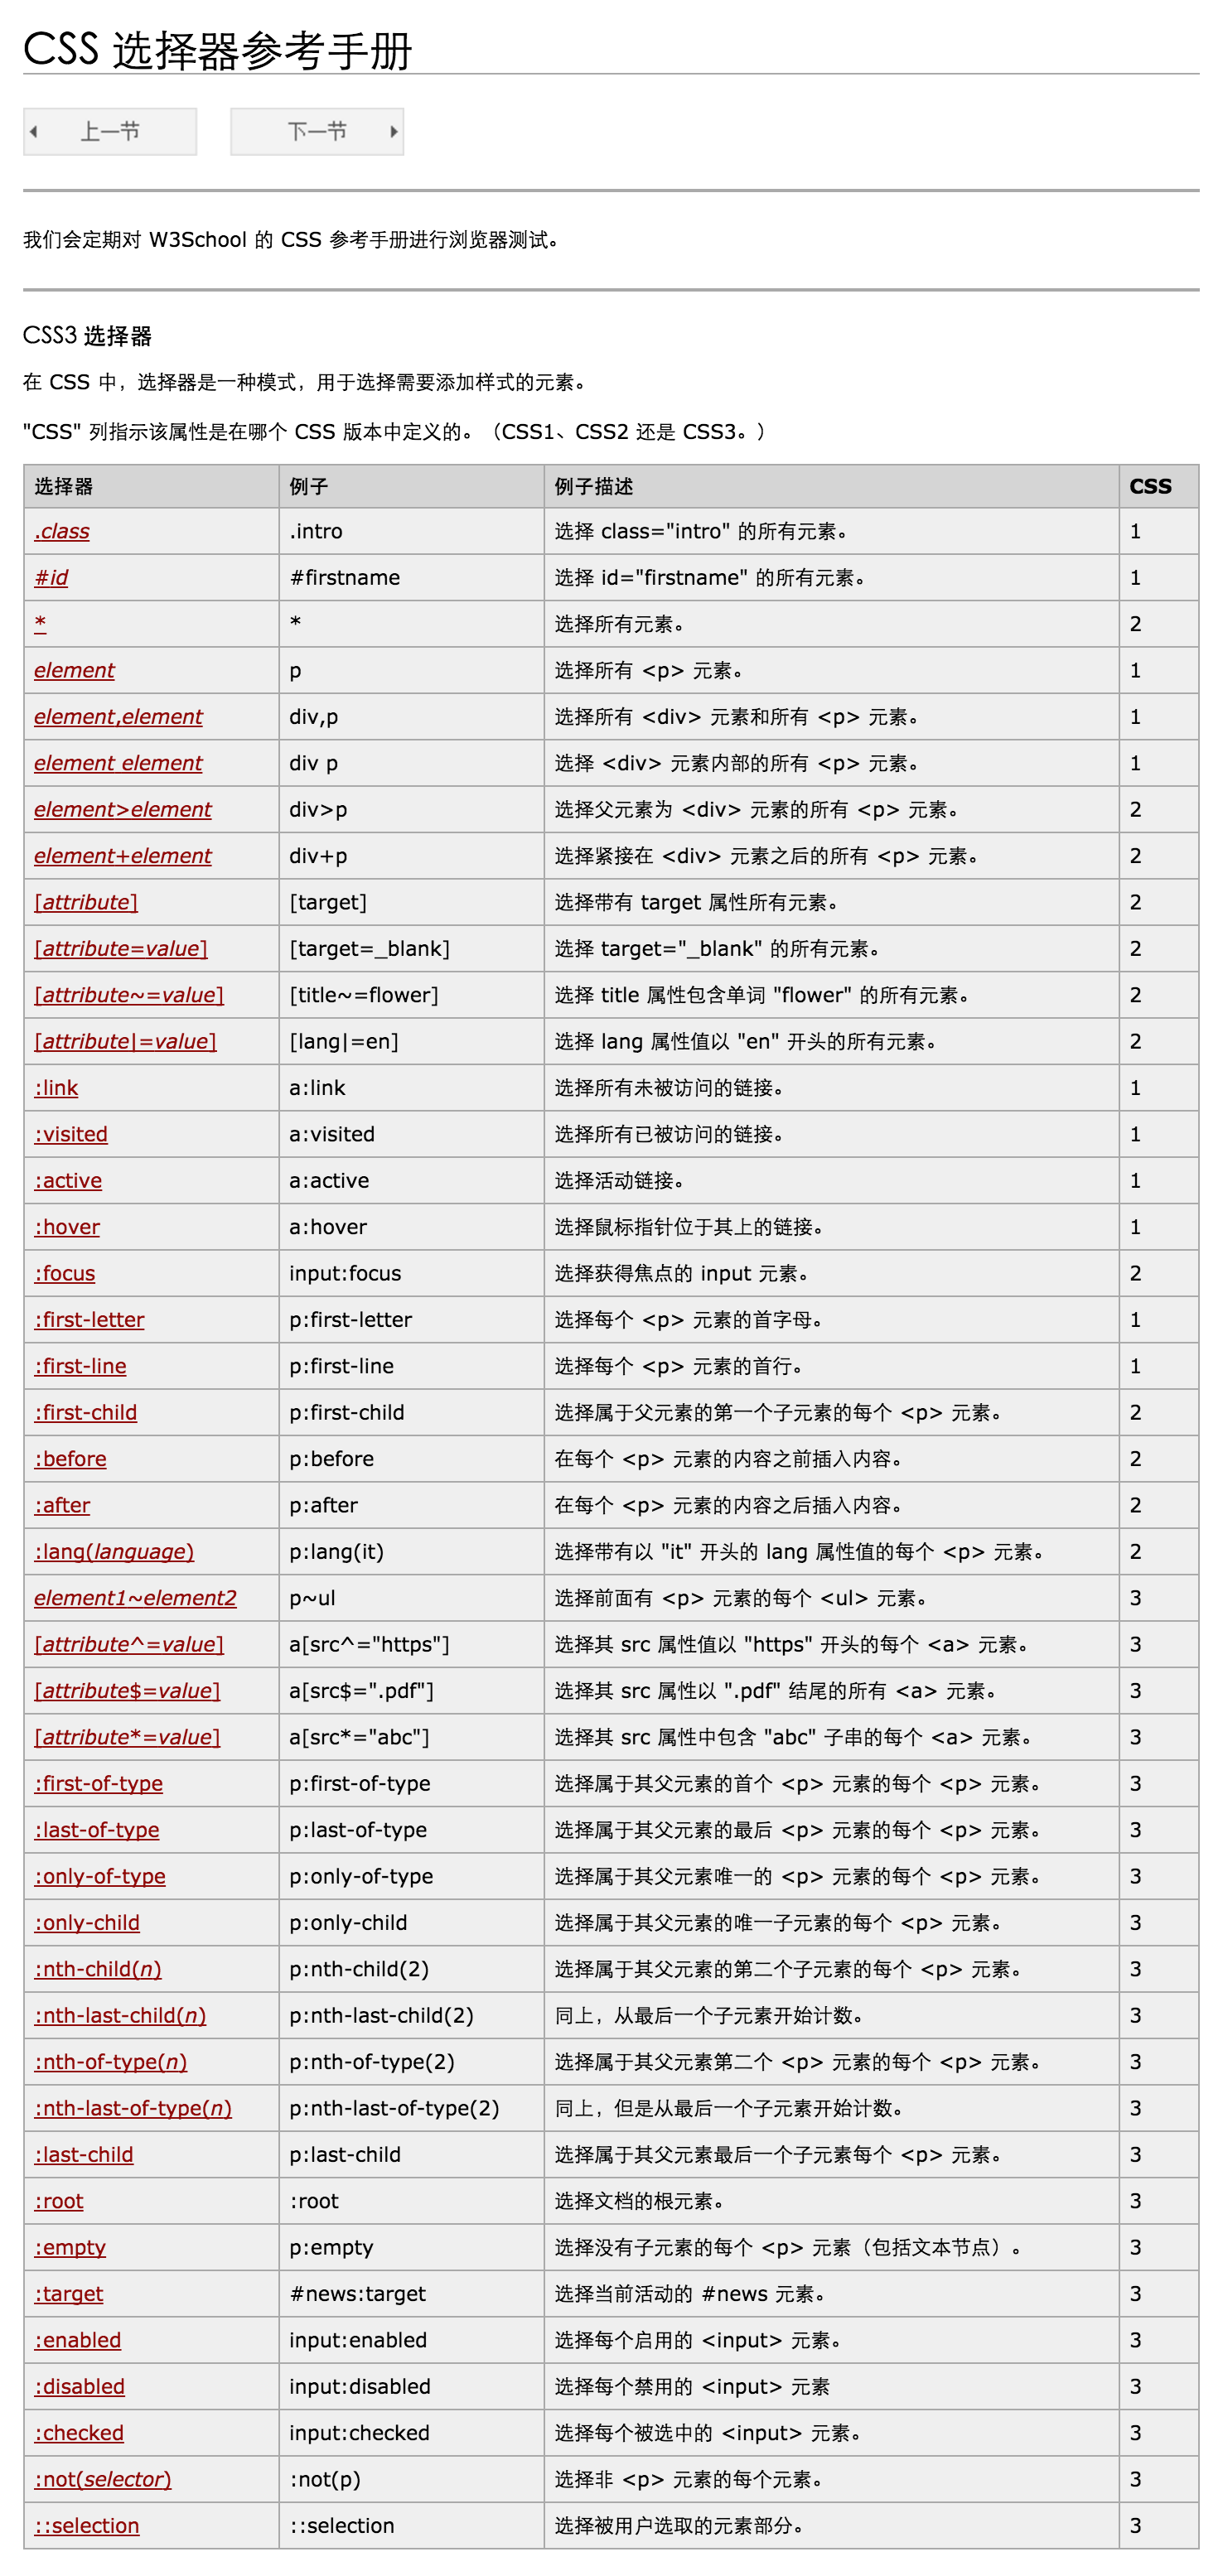 CSS 选择器参考手册
上一节 下一节
我们会定期对 W3School 的 CSS 参考手册进行浏览器测试。
CSS3 选择器
在 CSS 中，选择器是一种模式，用于选择需要添加样式的元素。
"CSS" 列指示该属性是在哪个 CSS 版本中定义的。（CSS1、CSS2 还是 CSS3。）
选择器 例子 例子描述 CSS
.class .intro 选择 class="intro" 的所有元素。 1
#id #firstname 选择 id="firstname" 的所有元素。 1
* * 选择所有元素。 2
element p 选择所有 <p> 元素。 1
element,element div,p 选择所有 <div> 元素和所有 <p> 元素。 1
element element div p 选择 <div> 元素内部的所有 <p> 元素。 1
element>element div>p 选择父元素为 <div> 元素的所有 <p> 元素。 2
element+element div+p 选择紧接在 <div> 元素之后的所有 <p> 元素。 2
[attribute] [target] 选择带有 target 属性所有元素。 2
[attribute=value] [target=_blank] 选择 target="_blank" 的所有元素。 2
[attribute~=value] [title~=flower] 选择 title 属性包含单词 "flower" 的所有元素。 2
[attribute|=value] [lang|=en] 选择 lang 属性值以 "en" 开头的所有元素。 2
:link a:link 选择所有未被访问的链接。 1
:visited a:visited 选择所有已被访问的链接。 1
:active a:active 选择活动链接。 1
:hover a:hover 选择鼠标指针位于其上的链接。 1
:focus input:focus 选择获得焦点的 input 元素。 2
:first-letter p:first-letter 选择每个 <p> 元素的首字母。 1
:first-line p:first-line 选择每个 <p> 元素的首行。 1
:first-child p:first-child 选择属于父元素的第一个子元素的每个 <p> 元素。 2
:before p:before 在每个 <p> 元素的内容之前插入内容。 2
:after p:after 在每个 <p> 元素的内容之后插入内容。 2
:lang(language) p:lang(it) 选择带有以 "it" 开头的 lang 属性值的每个 <p> 元素。 2
element1~element2 p~ul 选择前面有 <p> 元素的每个 <ul> 元素。 3
[attribute^=value] a[src^="https"] 选择其 src 属性值以 "https" 开头的每个 <a> 元素。 3
[attribute$=value] a[src$=".pdf"] 选择其 src 属性以 ".pdf" 结尾的所有 <a> 元素。 3
[attribute*=value] a[src*="abc"] 选择其 src 属性中包含 "abc" 子串的每个 <a> 元素。 3
:first-of-type p:first-of-type 选择属于其父元素的首个 <p> 元素的每个 <p> 元素。 3
:last-of-type p:last-of-type 选择属于其父元素的最后 <p> 元素的每个 <p> 元素。 3
:only-of-type p:only-of-type 选择属于其父元素唯一的 <p> 元素的每个 <p> 元素。 3
:only-child p:only-child 选择属于其父元素的唯一子元素的每个 <p> 元素。 3
:nth-child(n) p:nth-child(2) 选择属于其父元素的第二个子元素的每个 <p> 元素。 3
:nth-last-child(n) p:nth-last-child(2) 同上，从最后一个子元素开始计数。 3
:nth-of-type(n) p:nth-of-type(2) 选择属于其父元素第二个 <p> 元素的每个 <p> 元素。 3
:nth-last-of-type(n) p:nth-last-of-type(2) 同上，但是从最后一个子元素开始计数。 3
:last-child p:last-child 选择属于其父元素最后一个子元素每个 <p> 元素。 3
:root :root 选择文档的根元素。 3
:empty p:empty 选择没有子元素的每个 <p> 元素（包括文本节点）。 3
:target #news:target 选择当前活动的 #news 元素。 3
:enabled input:enabled 选择每个启用的 <input> 元素。 3
:disabled input:disabled 选择每个禁用的 <input> 元素 3
:checked input:checked 选择每个被选中的 <input> 元素。 3
:not(selector) :not(p) 选择非 <p> 元素的每个元素。 3
::selection ::selection 选择被用户选取的元素部分。 3